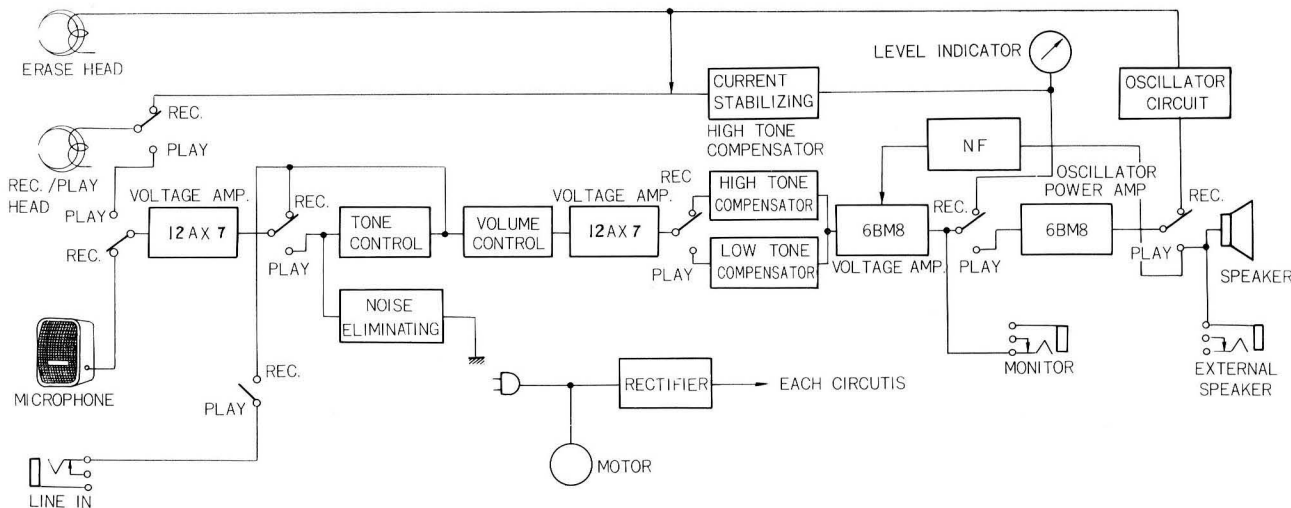 ERASE HEAD
LEVEL INDICATOR
CURRENT
STABILIZING
OSCILLATOR
CIRCUIT
REC.
HIGH TONE
COMPENSATOR
NF
PLAY
REC./PLAY
HEAD
PLAY
VOLTAGE AMP.
12AX7
REC.
REC.
PLAY
TONE
CONTROL
VOLUME
CONTROL
VOLTAGE AMP.
12AX7
REC
PLAY
HIGH TONE
COMPENSATOR
LOW TONE
COMPENSATOR
6BM8
VOLTAGE AMP.
REC.
PLAY
OSCILLATOR
POWER AMP
6BM8
REC.
PLAY
SPEAKER
NOISE
ELIMINATING
MICROPHONE
REC.
PLAY
RECTIFIER
EACH CIRCUTIS
MONITOR
EXTERNAL
SPEAKER
MOTOR
LINE IN